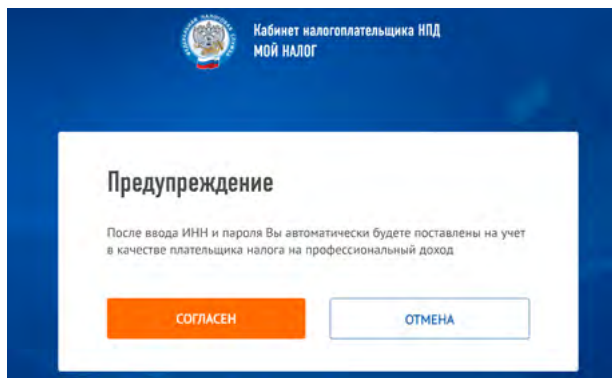 Кабинет налогоплательщика НПД
МОЙ НАЛОГ
Предупреждение
После ввода ИНН и пароля Вы автоматически будете поставлены на учет
в качестве плательщика налога на профессиональный доход
СОГЛАСЕН
ОТМЕНА